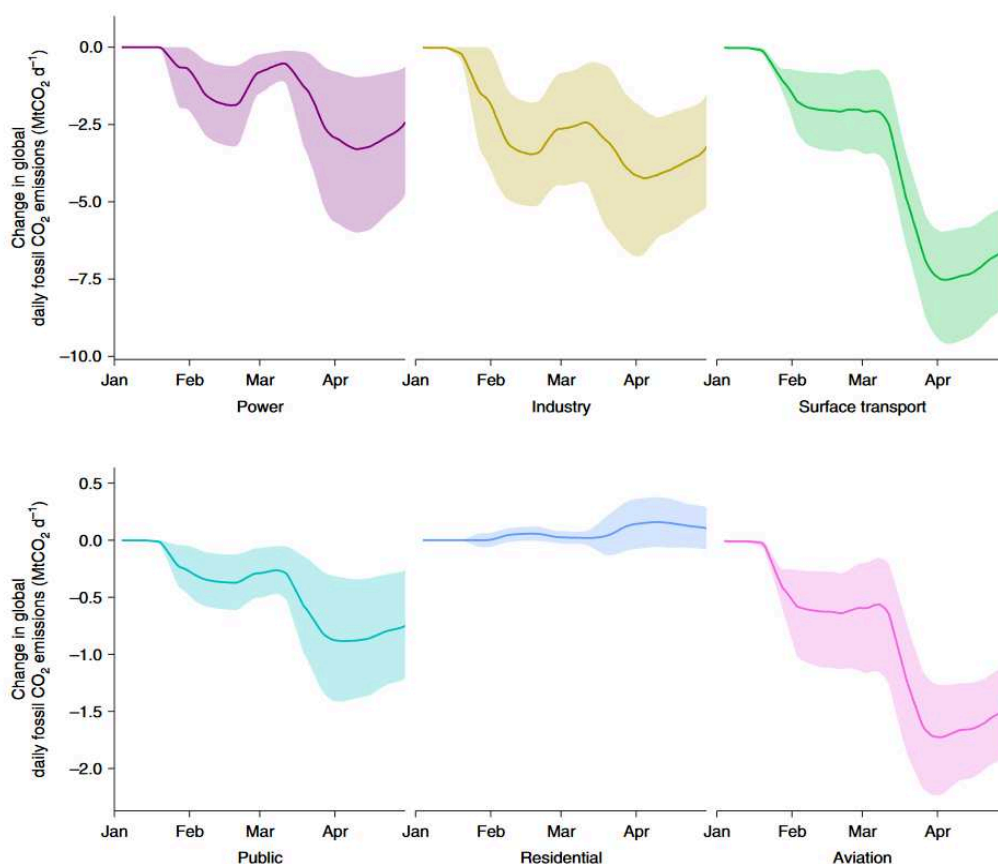 Change in global
daily fossil CO₂ emissions (MtCO₂ d⁻¹)
0.0
−2.5
−5.0
−7.5
−10.0
Jan Feb Mar Apr Jan Feb Mar Apr Jan Feb Mar Apr
Power Industry Surface transport
Change in global
daily fossil CO₂ emissions (MtCO₂ d⁻¹)
0.5
0.0
−0.5
−1.0
−1.5
−2.0
Jan Feb Mar Apr Jan Feb Mar Apr Jan Feb Mar Apr
Public Residential Aviation